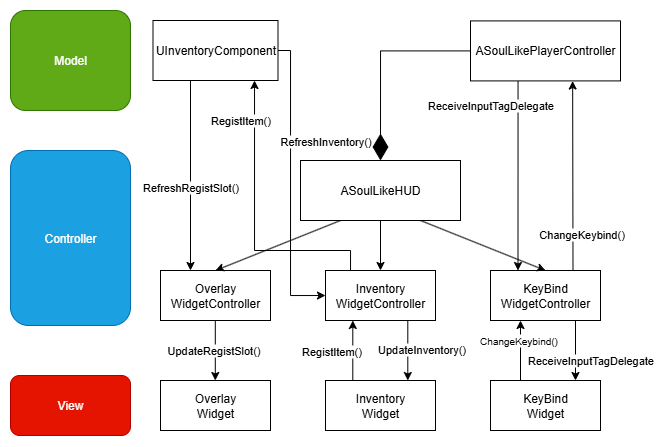 Model
UInventoryComponent
ASoulLikePlayerController
ReceiveInputTagDelegate
RegistItem()
RefreshInventory()
RefreshRegistSlot()
ASoulLikeHUD
Controller
ChangeKeybind()
Overlay
WidgetController
Inventory
WidgetController
KeyBind
WidgetController
UpdateRegistSlot()
RegistItem()
UpdateInventory()
ChangeKeybind()
ReceiveInputTagDelegate
View
Overlay
Widget
Inventory
Widget
KeyBind
Widget